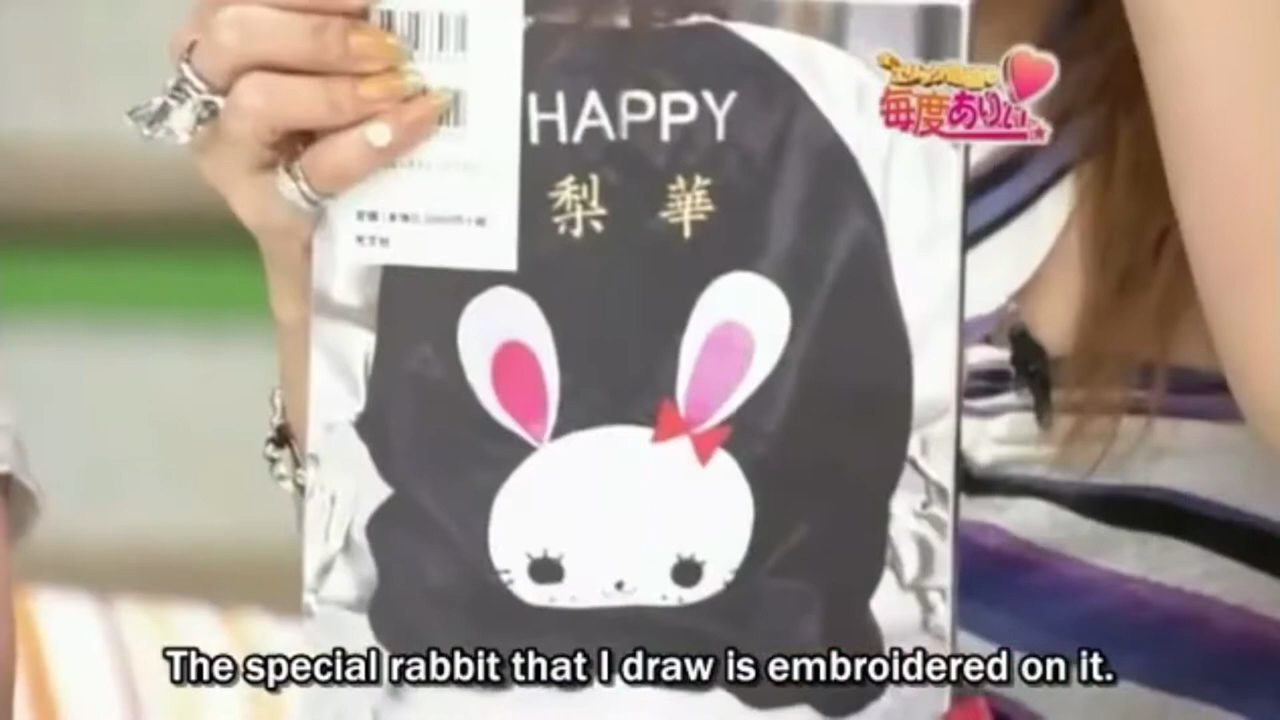 HAPPY
梨 華
毎度ありぃ
The special rabbit that I draw is embroidered on it.